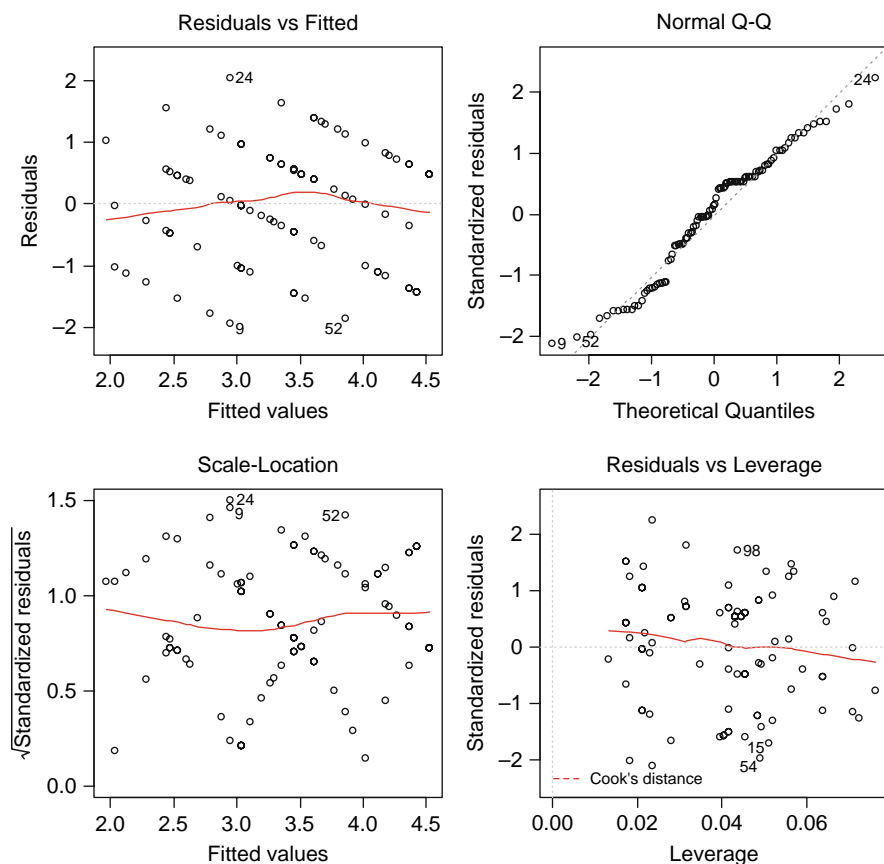 Residuals vs Fitted
Residuals
2
1
0
−1
−2
24
9
52
2.0 2.5 3.0 3.5 4.0 4.5
Fitted values
Normal Q-Q
Standardized residuals
2
1
0
−1
−2
24
9 52
−2 −1 0 1 2
Theoretical Quantiles
Scale-Location
√Standardized residuals
1.5
1.0
0.5
0.0
24
9
52
2.0 2.5 3.0 3.5 4.0 4.5
Fitted values
Residuals vs Leverage
Standardized residuals
2
1
0
−1
−2
98
15
54
Cook's distance
0.00 0.02 0.04 0.06
Leverage